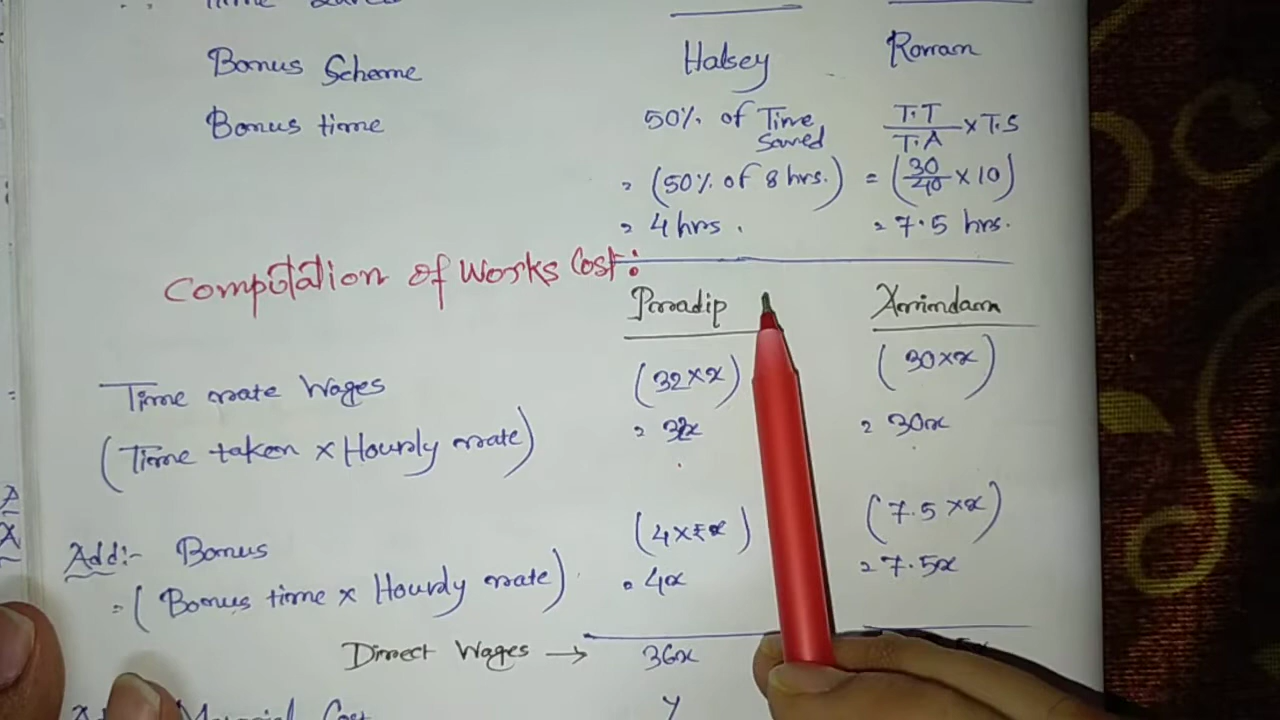 Bonus Scheme Halsey Rowan
Bonus time 50% of Time Saved T.T/T.A × T.S
= (50% of 8 hrs.) = (30/40 × 10)
= 4 hrs. = 7.5 hrs.
Computation of Works Cost:
Paradip Arindam
Time rate Wages (32×x) (30×x)
(Time taken × Hourly rate) = 32x = 30x
Add:- Bonus (4×₹x) (7.5×x)
= (Bonus time × Hourly rate) = 4x = 7.5x
Direct Wages → 36x
Cost y